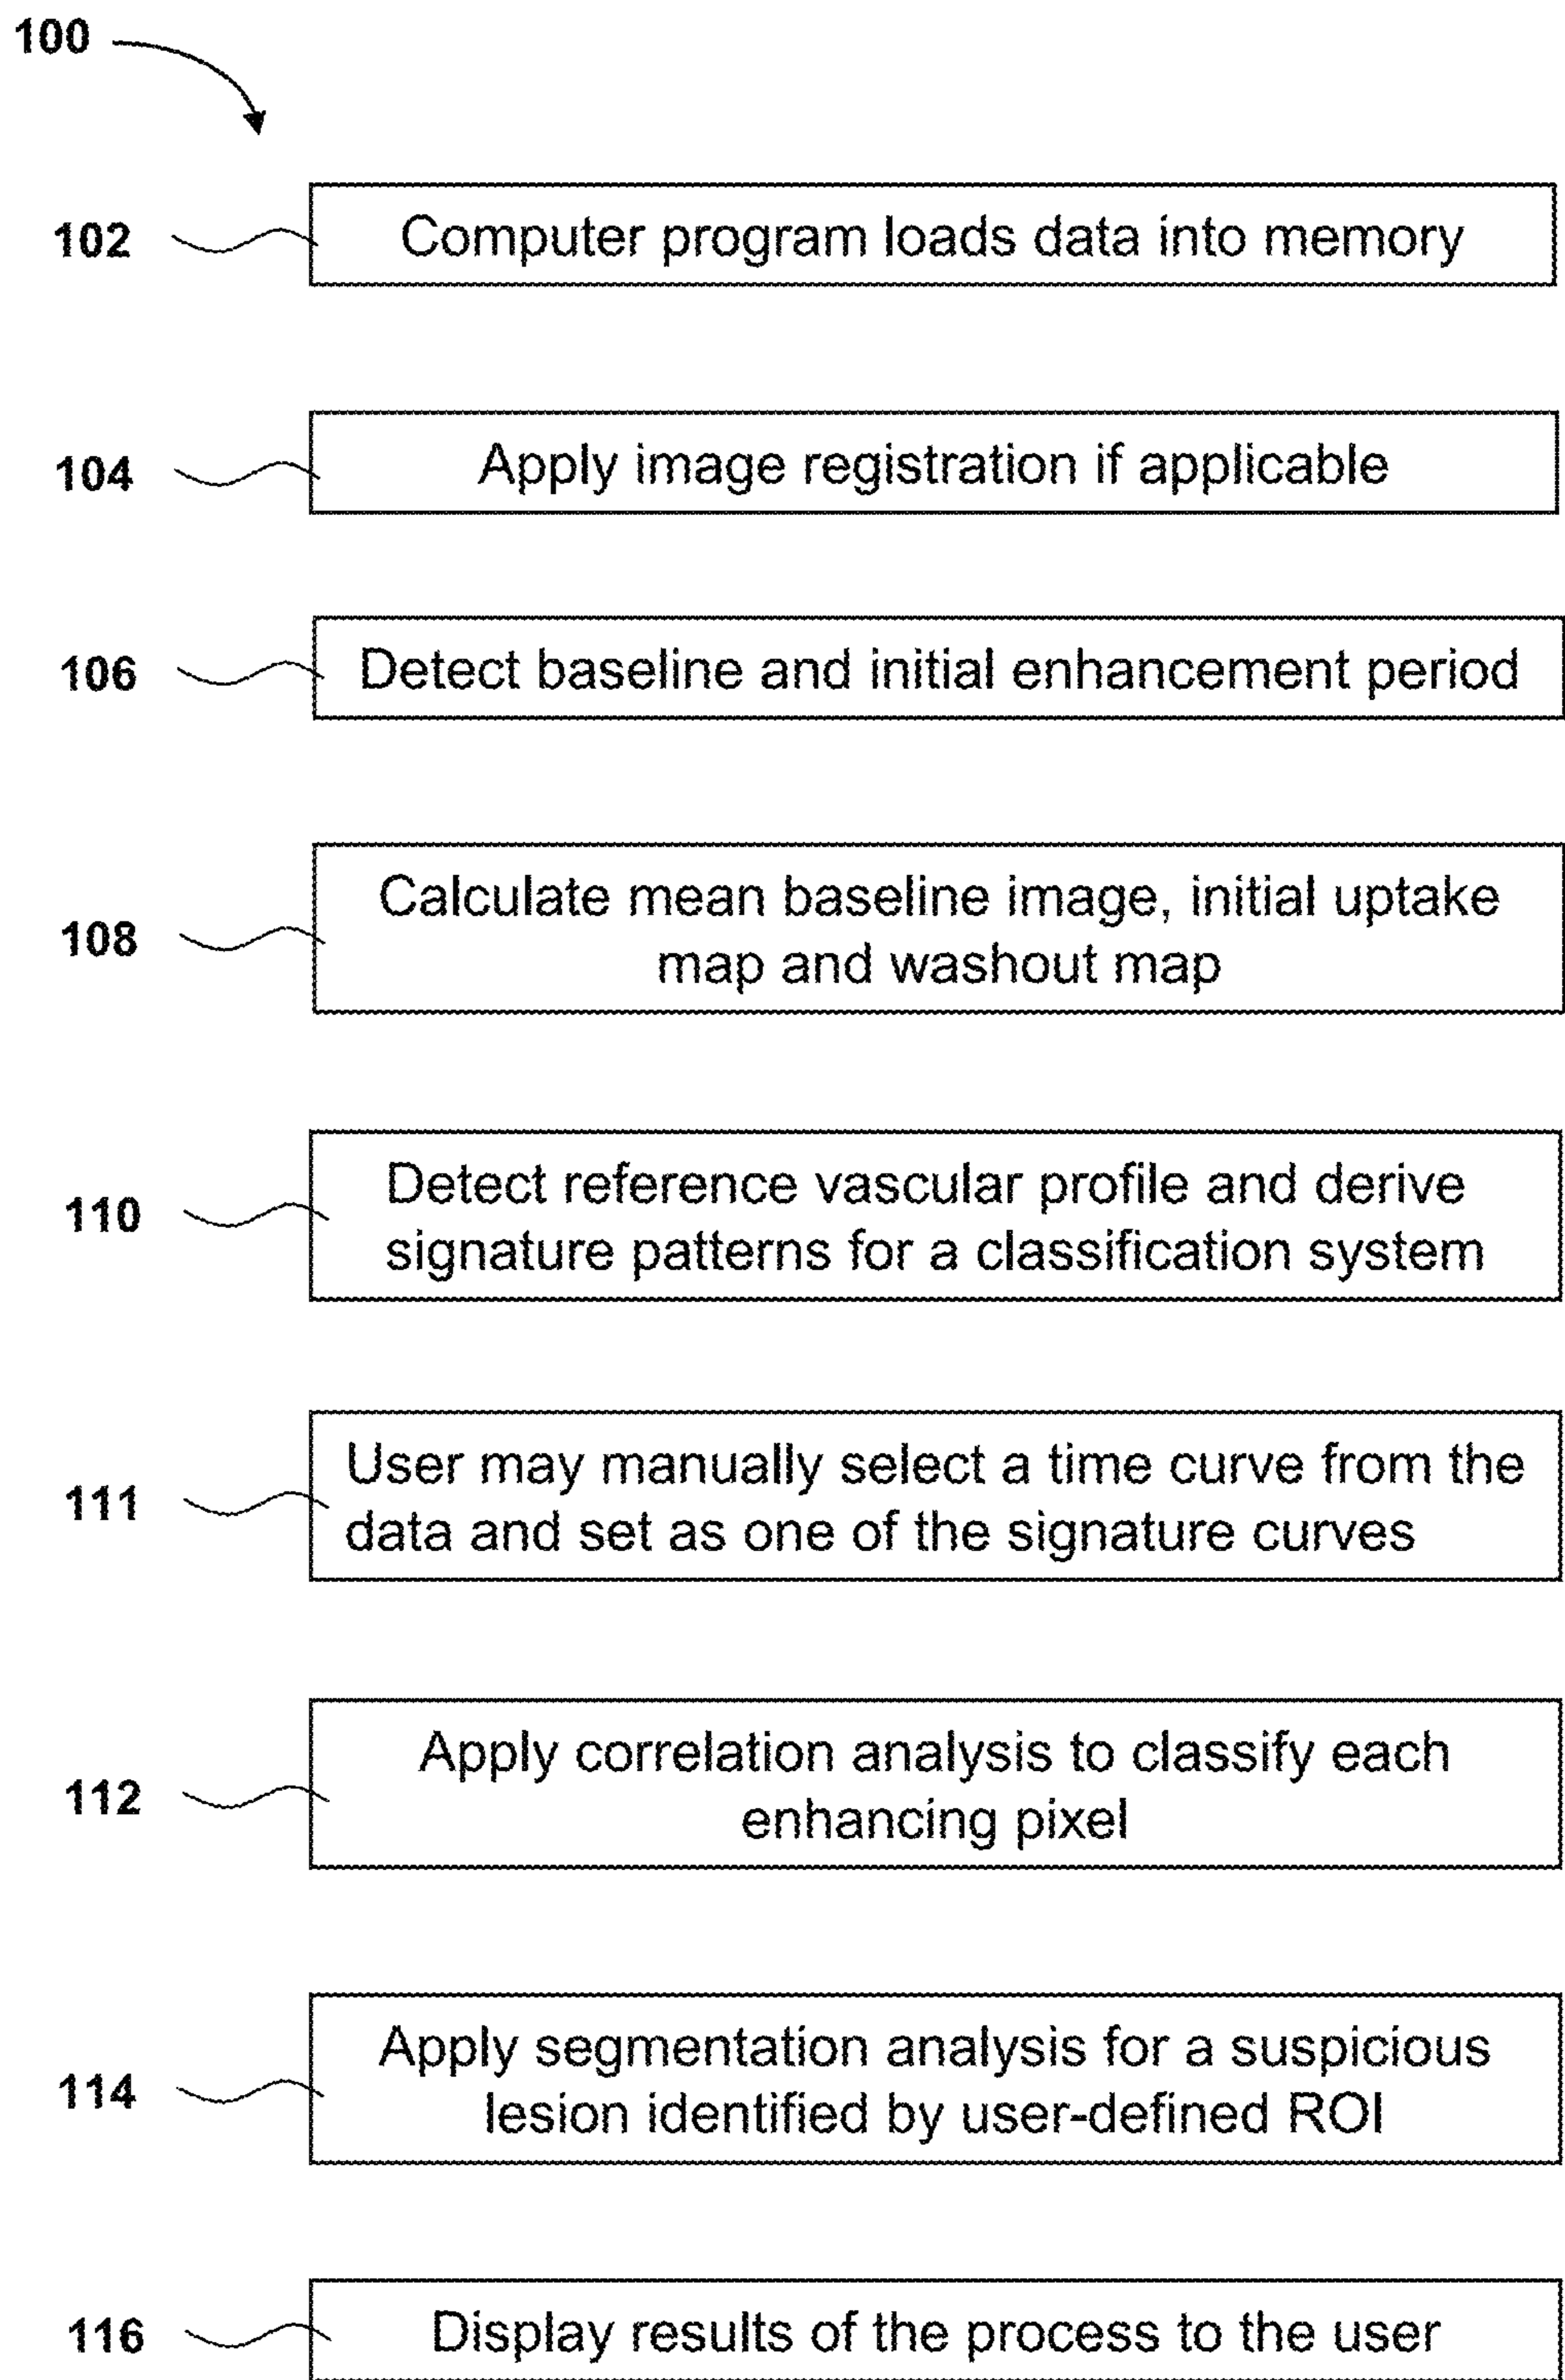 100
102 Computer program loads data into memory
104 Apply image registration if applicable
106 Detect baseline and initial enhancement period
108 Calculate mean baseline image, initial uptake
map and washout map
110 Detect reference vascular profile and derive
signature patterns for a classification system
111 User may manually select a time curve from the
data and set as one of the signature curves
112 Apply correlation analysis to classify each
enhancing pixel
114 Apply segmentation analysis for a suspicious
lesion identified by user-defined ROI
116 Display results of the process to the user